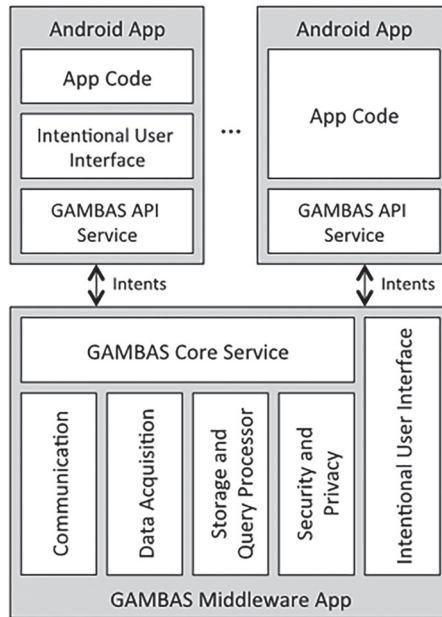 Android App
App Code
Intentional User
Interface
GAMBAS API
Service
...
Android App
App Code
GAMBAS API
Service
Intents
Intents
GAMBAS Core Service
Communication
Data Acquisition
Storage and
Query Processor
Security and
Privacy
Intentional User Interface
GAMBAS Middleware App